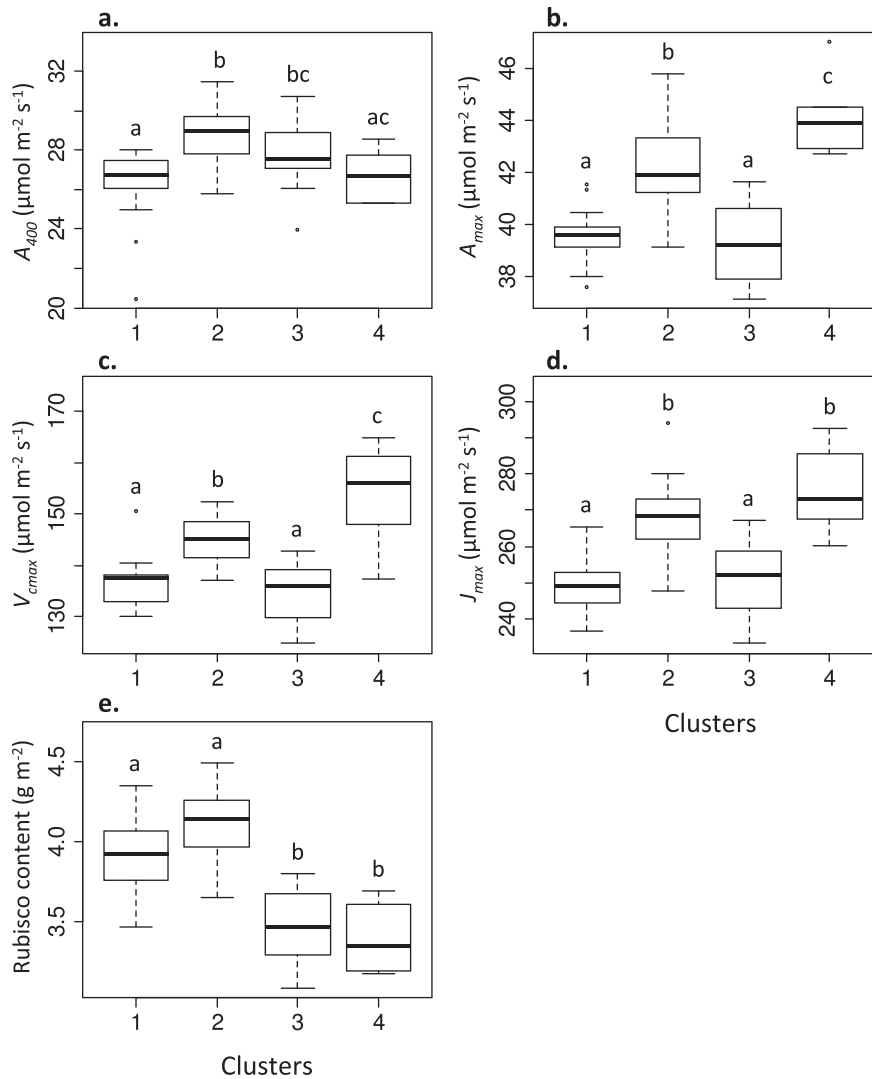 a.
A400 (μmol m-2 s-1)
32
28
24
20
a
b
bc
ac
1 2 3 4
b.
Amax (μmol m-2 s-1)
46
44
42
40
38
a
b
a
c
1 2 3 4
c.
Vcmax (μmol m-2 s-1)
170
150
130
a
b
a
c
1 2 3 4
d.
Jmax (μmol m-2 s-1)
300
280
260
240
a
b
a
b
1 2 3 4
Clusters
e.
Rubisco content (g m-2)
4.5
4.0
3.5
a
a
b
b
1 2 3 4
Clusters